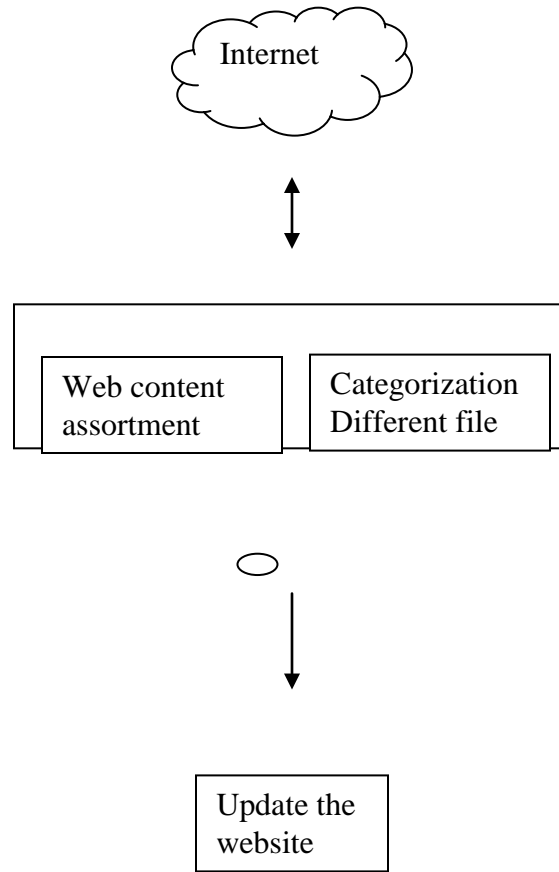 Internet
Web content
assortment
Categorization
Different file
Update the
website